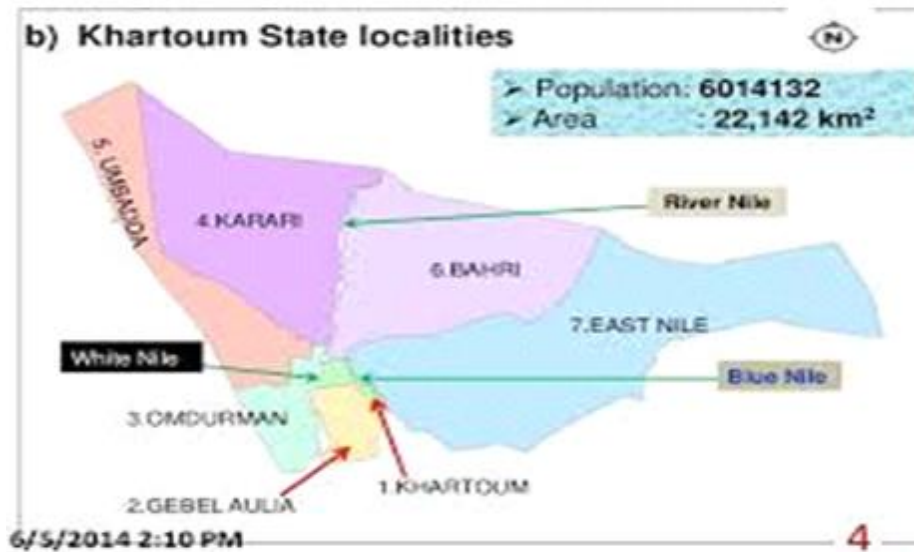 b) Khartoum State localities
N
➢ Population: 6014132
➢ Area : 22,142 km²
5. UMBADDA
4.KARARI
River Nile
6.BAHRI
7.EAST NILE
White Nile
Blue Nile
3.OMDURMAN
1.KHARTOUM
2.GEBEL AULIA
6/5/2014 2:10 PM
4